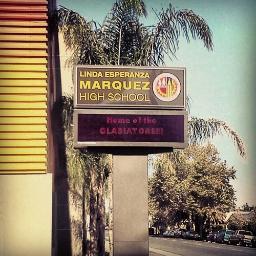 LINDA ESPERANZA
MARQUEZ
HIGH SCHOOL
Home of the
GLADIATORS!!